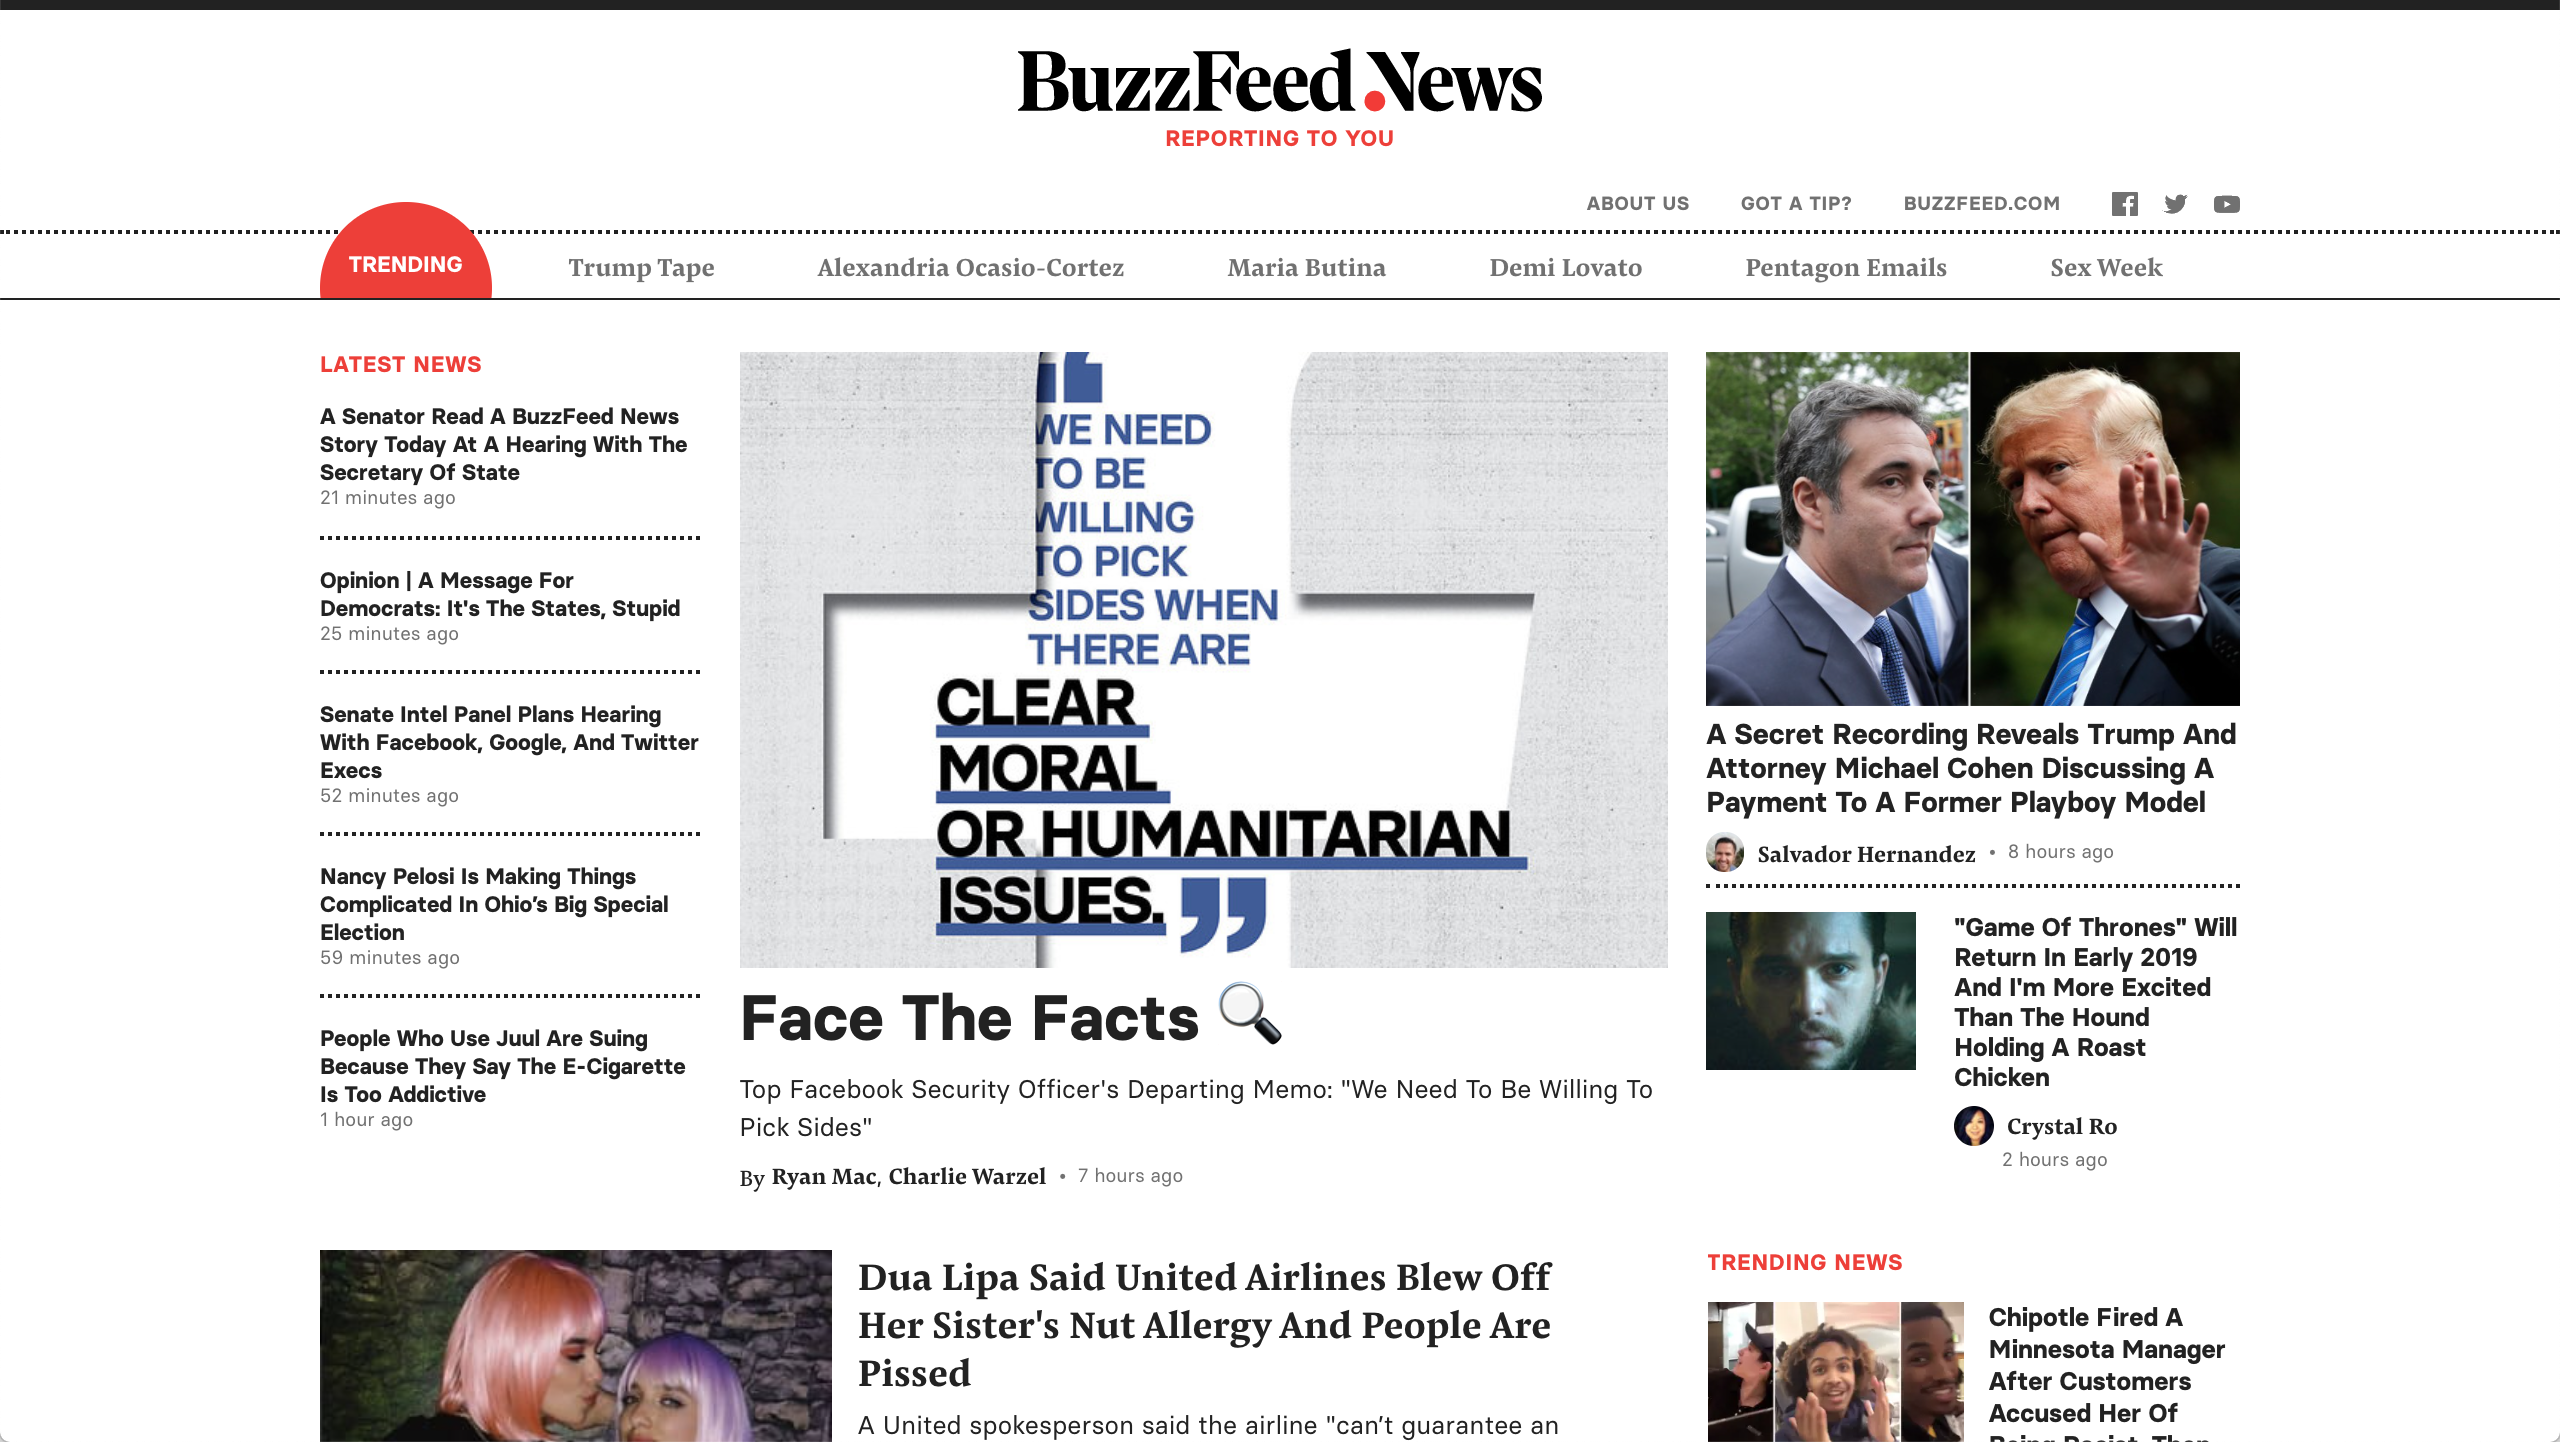 BuzzFeed News
REPORTING TO YOU
ABOUT US
GOT A TIP?
BUZZFEED.COM
TRENDING
Trump Tape
Alexandria Ocasio-Cortez
Maria Butina
Demi Lovato
Pentagon Emails
Sex Week
LATEST NEWS
A Senator Read A BuzzFeed News
Story Today At A Hearing With The
Secretary Of State
21 minutes ago
Opinion | A Message For
Democrats: It's The States, Stupid
25 minutes ago
Senate Intel Panel Plans Hearing
With Facebook, Google, And Twitter
Execs
52 minutes ago
Nancy Pelosi Is Making Things
Complicated In Ohio’s Big Special
Election
59 minutes ago
People Who Use Juul Are Suing
Because They Say The E-Cigarette
Is Too Addictive
1 hour ago
“
WE NEED
TO BE
WILLING
TO PICK
SIDES WHEN
THERE ARE
CLEAR
MORAL
OR HUMANITARIAN
ISSUES.”
Face The Facts 🔍
Top Facebook Security Officer's Departing Memo: "We Need To Be Willing To
Pick Sides"
By Ryan Mac, Charlie Warzel • 7 hours ago
A Secret Recording Reveals Trump And
Attorney Michael Cohen Discussing A
Payment To A Former Playboy Model
Salvador Hernandez • 8 hours ago
"Game Of Thrones" Will
Return In Early 2019
And I'm More Excited
Than The Hound
Holding A Roast
Chicken
Crystal Ro
2 hours ago
Dua Lipa Said United Airlines Blew Off
Her Sister's Nut Allergy And People Are
Pissed
A United spokesperson said the airline "can’t guarantee an
TRENDING NEWS
Chipotle Fired A
Minnesota Manager
After Customers
Accused Her Of
Being Racist, Then